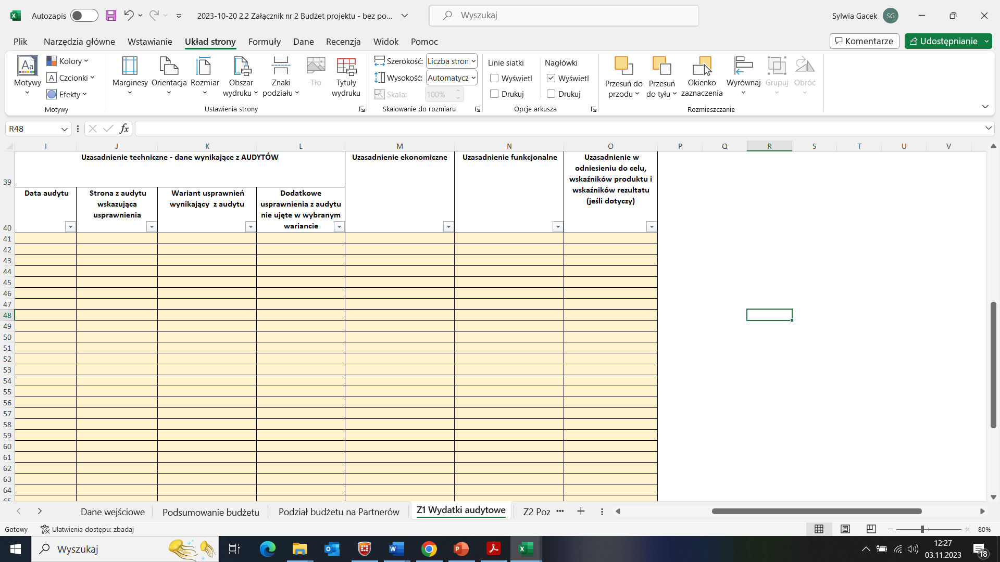 Autozapis
2023-10-20 2.2 Załącznik nr 2 Budżet projektu - bez po...
Wyszukaj
Sylwia Gacek
SG
Plik Narzędzia główne Wstawianie Układ strony Formuły Dane Recenzja Widok Pomoc
Komentarze
Udostępnianie
Motywy
Kolory
Czcionki
Efekty
Motywy
Marginesy
Orientacja
Rozmiar
Obszar
wydruku
Znaki
podziału
Tło
Tytuły
wydruku
Ustawienia strony
Szerokość: Liczba stron
Wysokość: Automatycz
Skala: 100%
Skalowanie do rozmiaru
Linie siatki
Wyświetl
Drukuj
Nagłówki
Wyświetl
Drukuj
Opcje arkusza
Przesuń do
przodu
Przesuń
do tyłu
Okienko
zaznaczenia
Wyrównaj
Grupuj
Obróć
Rozmieszczanie
R48
fx
I J K L M N O P Q R S T U V
39
Uzasadnienie techniczne - dane wynikające z AUDYTÓW
Uzasadnienie ekonomiczne
Uzasadnienie funkcjonalne
Uzasadnienie w
odniesieniu do celu,
wskaźników produktu i
wskaźników rezultatu
(jeśli dotyczy)
40
Data audytu
Strona z audytu
wskazująca
usprawnienia
Wariant usprawnień
wynikający z audytu
Dodatkowe
usprawnienia z audytu
nie ujęte w wybranym
wariancie
41
42
43
44
45
46
47
48
49
50
51
52
53
54
55
56
57
58
59
60
61
62
63
64
65
Dane wejściowe Podsumowanie budżetu Podział budżetu na Partnerów Z1 Wydatki audytowe Z2 Poz ...
Gotowy
Ułatwienia dostępu: zbadaj
80%
Wyszukaj
12:27
03.11.2023
18